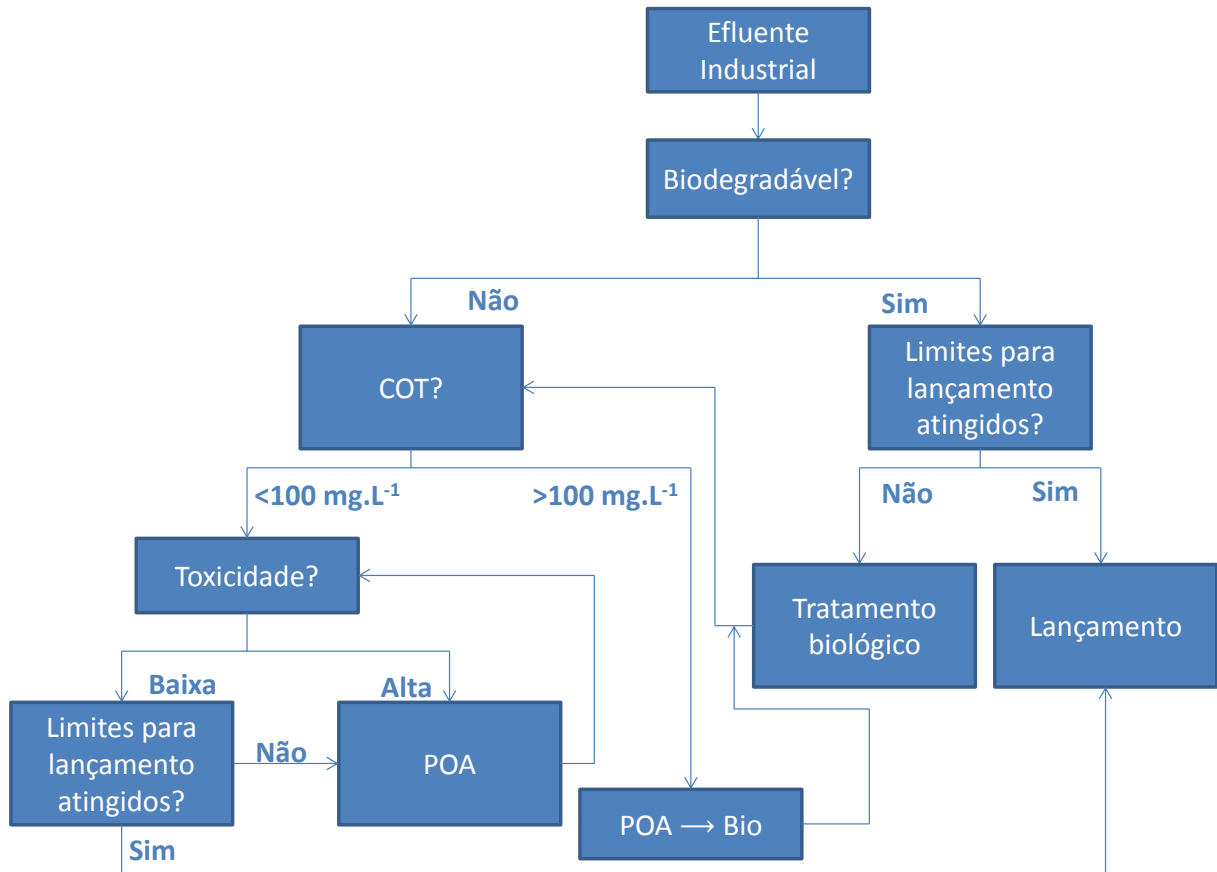 Efluente
Industrial
Biodegradável?
Não
Sim
COT?
Limites para
lançamento
atingidos?
<100 mg.L⁻¹
>100 mg.L⁻¹
Não
Sim
Toxicidade?
Tratamento
biológico
Lançamento
Baixa
Alta
Limites para
lançamento
atingidos?
Não
POA
POA → Bio
Sim